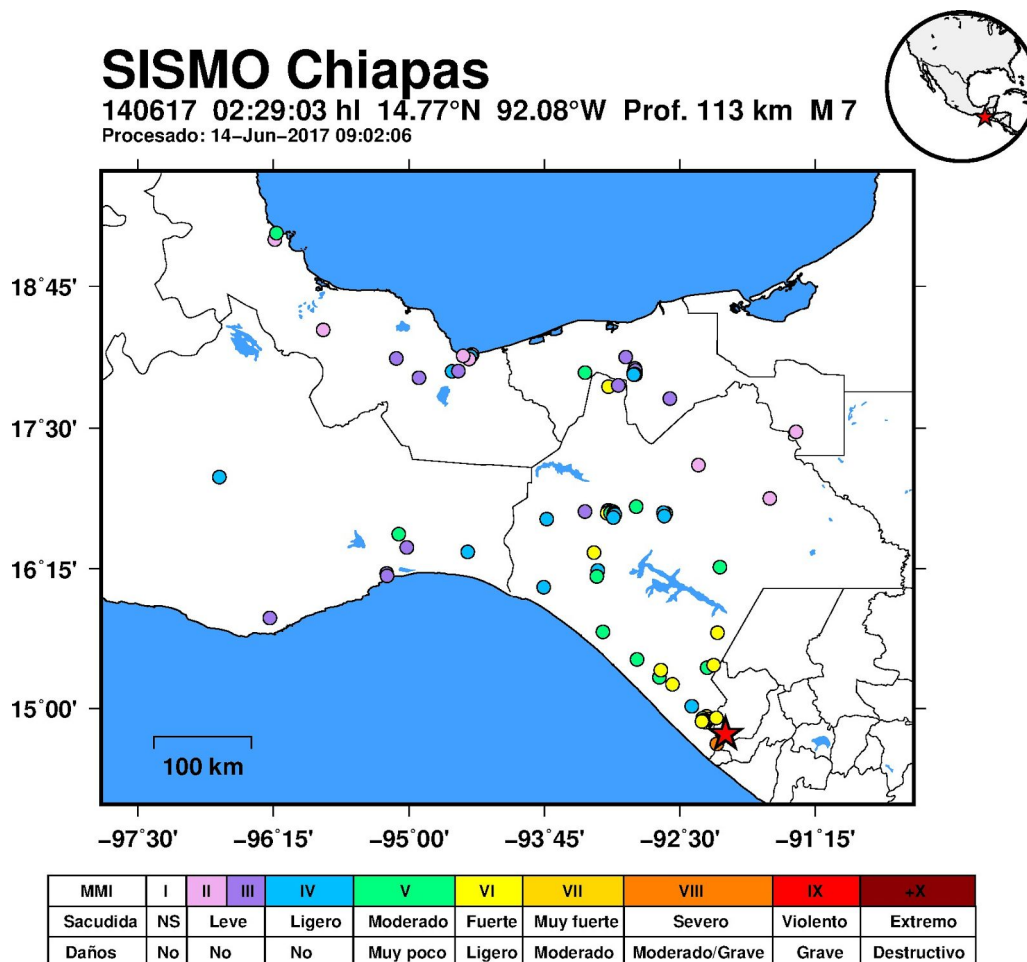 SISMO Chiapas
140617 02:29:03 hl 14.77°N 92.08°W Prof. 113 km M 7
Procesado: 14-Jun-2017 09:02:06
18˚45'
17˚30'
16˚15'
15˚00'
100 km
-97˚30' -96˚15' -95˚00' -93˚45' -92˚30' -91˚15'
MMI I II III IV V VI VII VIII IX +X
Sacudida NS Leve Ligero Moderado Fuerte Muy fuerte Severo Violento Extremo
Daños No No No Muy poco Ligero Moderado Moderado/Grave Grave Destructivo